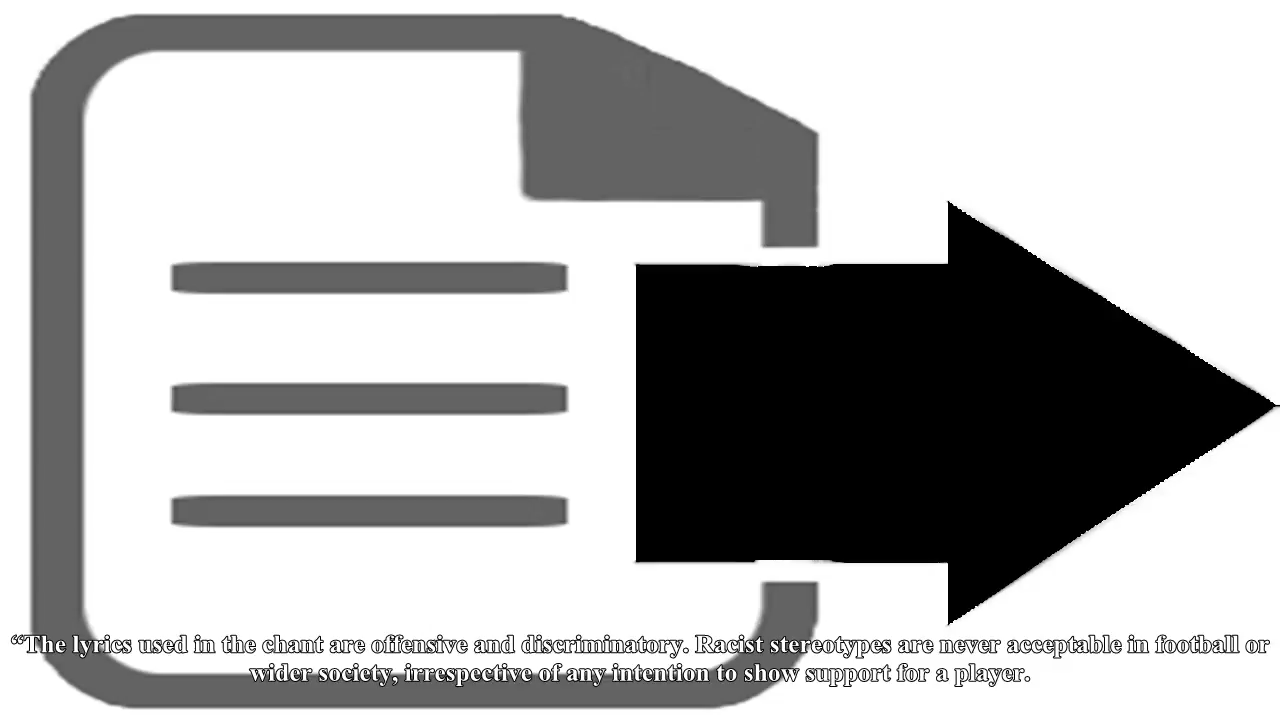 “The lyrics used in the chant are offensive and discriminatory. Racist stereotypes are never acceptable in football or
wider society, irrespective of any intention to show support for a player.